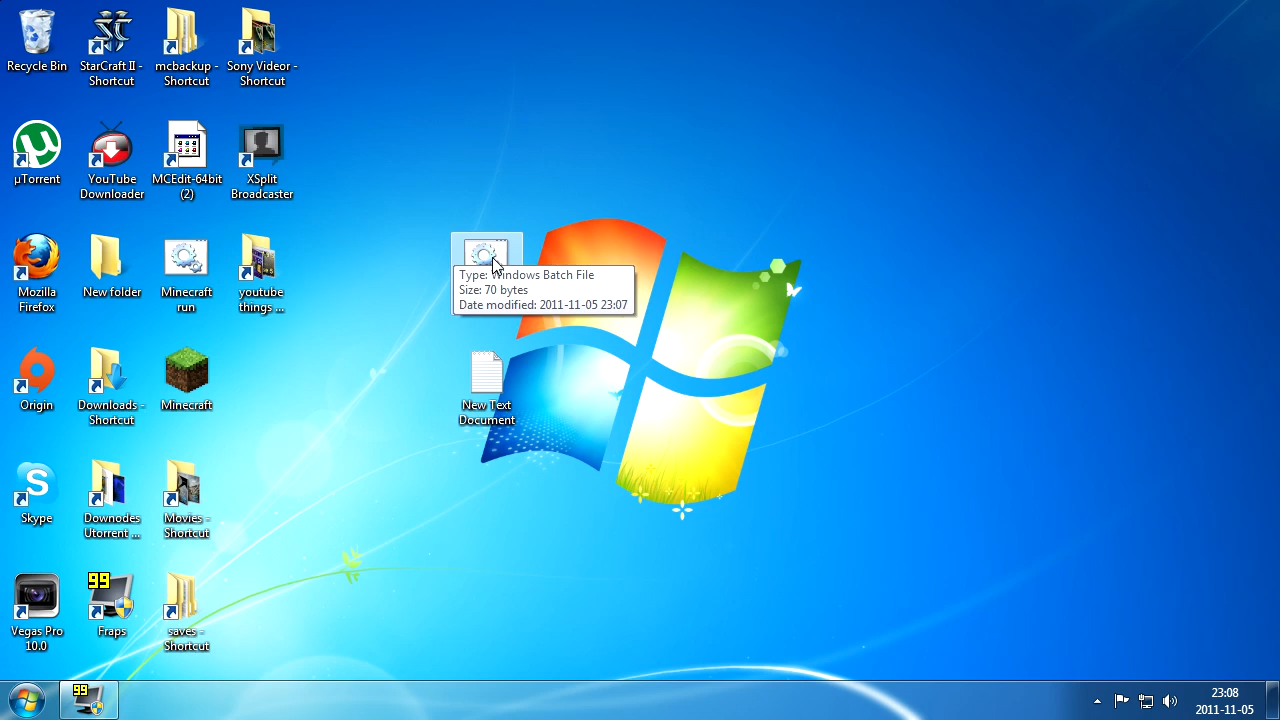 Recycle Bin
StarCraft II -
Shortcut
mcbackup -
Shortcut
Sony Videor -
Shortcut
µTorrent
YouTube
Downloader
MCEdit-64bit
(2)
XSplit
Broadcaster
Mozilla
Firefox
New folder
Minecraft
run
youtube
things ...
Type: Windows Batch File
Size: 70 bytes
Date modified: 2011-11-05 23:07
Origin
Downloads -
Shortcut
Minecraft
New Text
Document
Skype
Downodes
Utorrent ...
Movies -
Shortcut
99
Vegas Pro
10.0
Fraps
saves -
Shortcut
99
23:08
2011-11-05